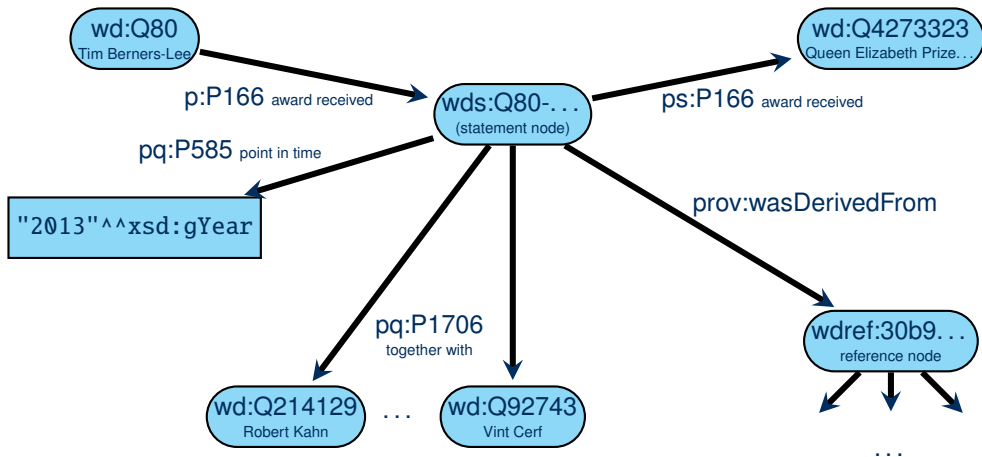 wd:Q80
Tim Berners-Lee
wd:Q4273323
Queen Elizabeth Prize...
p:P166 award received
wds:Q80-...
(statement node)
ps:P166 award received
pq:P585 point in time
"2013"^^xsd:gYear
prov:wasDerivedFrom
pq:P1706
together with
wdref:30b9...
reference node
wd:Q214129
Robert Kahn
...
wd:Q92743
Vint Cerf
...